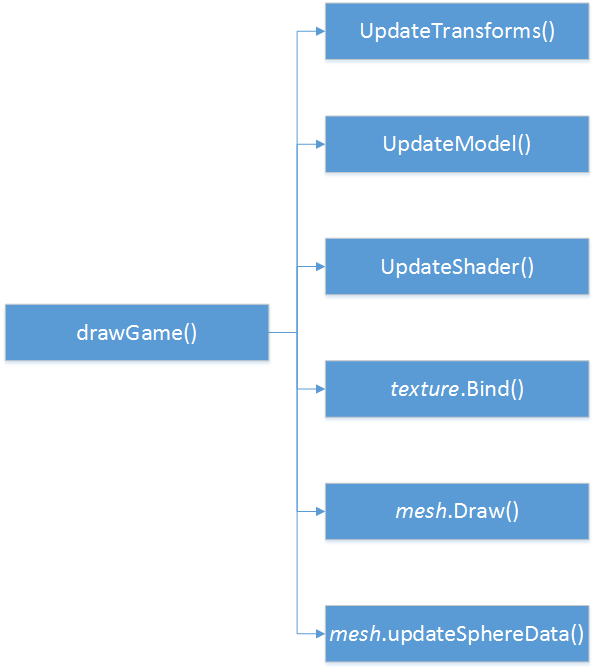 UpdateTransforms()
UpdateModel()
UpdateShader()
drawGame()
texture.Bind()
mesh.Draw()
mesh.updateSphereData()